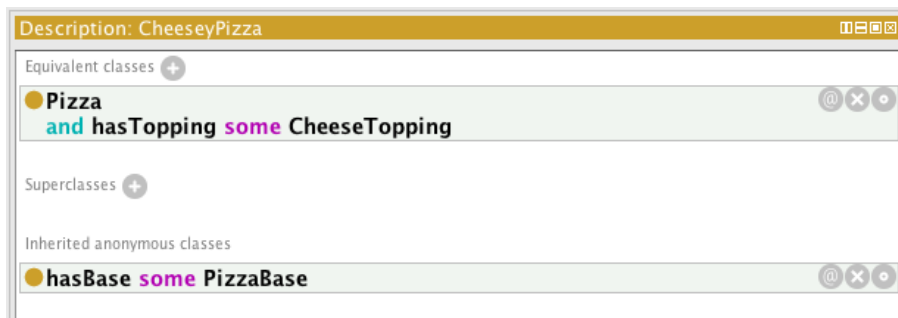 Description: CheeseyPizza
Equivalent classes
Pizza
and hasTopping some CheeseTopping
Superclasses
Inherited anonymous classes
hasBase some PizzaBase